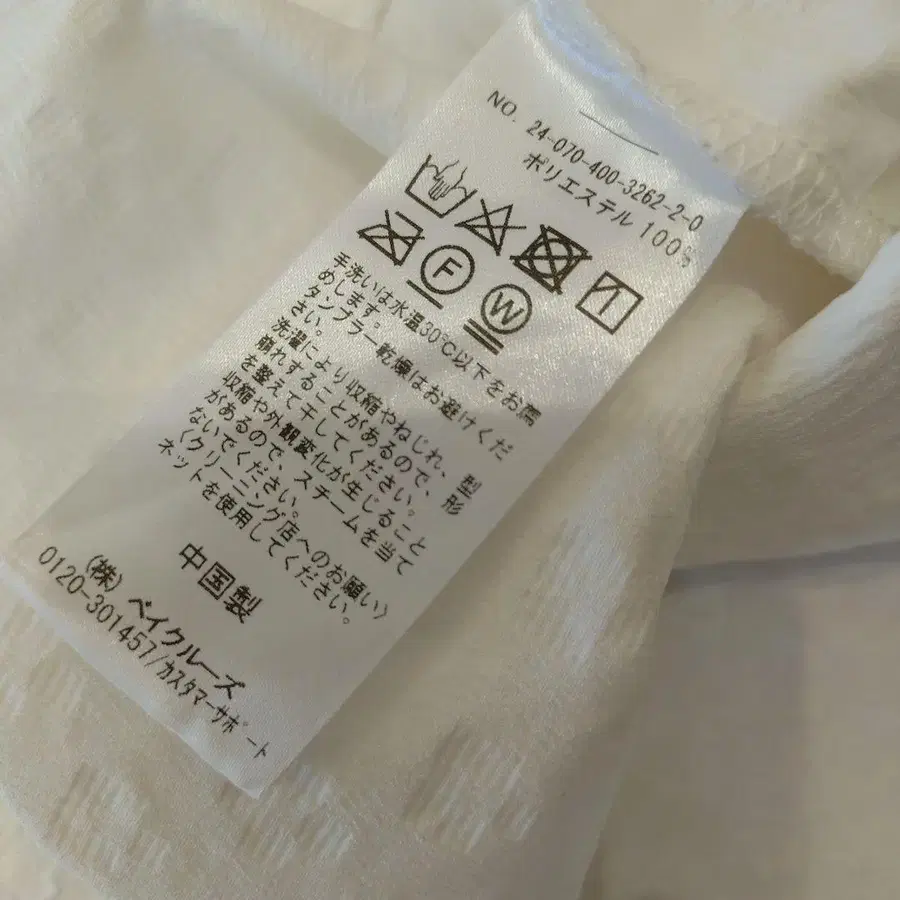 NO. 24-070-400-3262-2-0
ポリエステル 100%
F
W
手洗いは水温30℃以下をお薦
めします。
タンブラー乾燥はお避けくだ
さい。
洗濯により収縮やねじれ、型
崩れすることがあるので、形
を整えて干してください。
収縮や外観変化が生じること
があるので、スチームを当て
ないでください。
〈クリーニング店へのお願い〉
ネットを使用してください。
中国製
(株) ベイクルーズ
0120-301457/カスタマーサポート